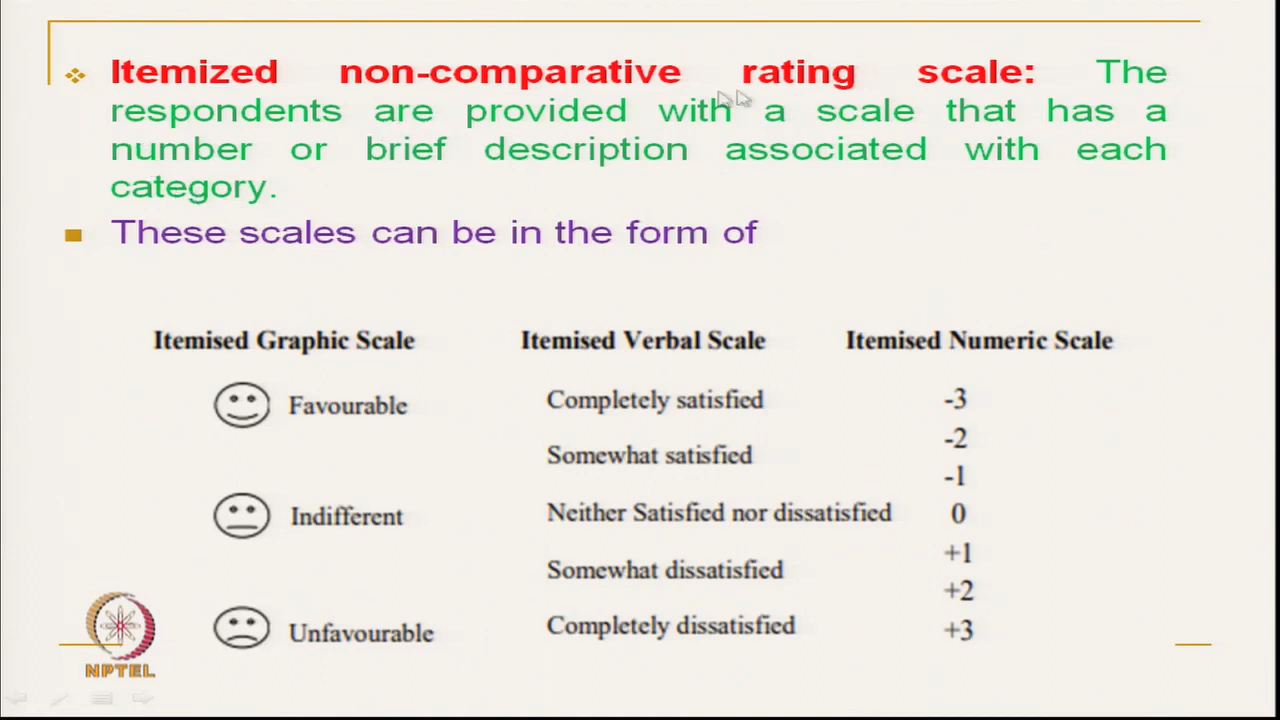 Itemized non-comparative rating scale: The
respondents are provided with a scale that has a
number or brief description associated with each
category.
These scales can be in the form of
Itemised Graphic Scale
Favourable
Indifferent
Unfavourable
Itemised Verbal Scale
Completely satisfied
Somewhat satisfied
Neither Satisfied nor dissatisfied
Somewhat dissatisfied
Completely dissatisfied
Itemised Numeric Scale
-3
-2
-1
0
+1
+2
+3
NPTEL